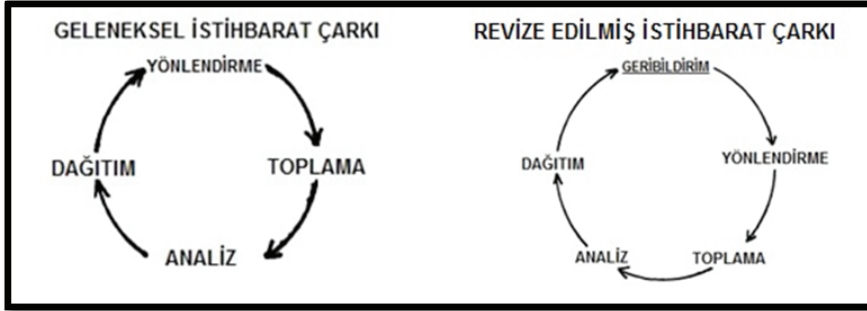 GELENEKSEL İSTİHBARAT ÇARKI
YÖNLENDİRME
DAĞITIM
TOPLAMA
ANALİZ
REVİZE EDİLMİŞ İSTİHBARAT ÇARKI
GERİBİLDİRİM
DAĞITIM
YÖNLENDİRME
ANALİZ
TOPLAMA